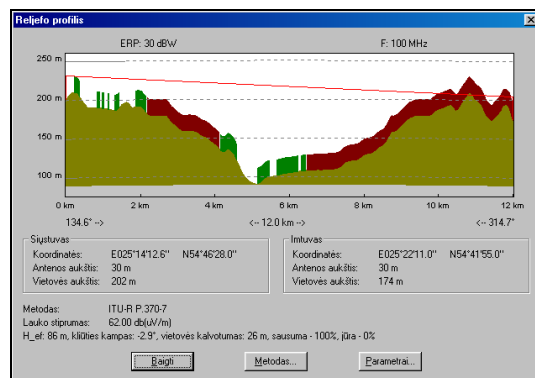 Reljefo profilis
ERP: 30 dBW F: 100 MHz
250 m
200 m
150 m
100 m
0 km 2 km 4 km 6 km 8 km 10 km 12 km
134.6° --> <-- 12.0 km --> <-- 314.7°
Siųstuvas
Koordinatės: E025°14'12.6" N54°46'28.0"
Antenos aukštis: 30 m
Vietovės aukštis: 202 m
Imtuvas
Koordinatės: E025°22'11.0" N54°41'55.0"
Antenos aukštis: 30 m
Vietovės aukštis: 174 m
Metodas: ITU-R P.370-7
Lauko stiprumas: 62.00 db(uV/m)
H_ef: 86 m, kliūties kampas: -2.9°, vietovės kalvotumas: 26 m, sausuma - 100%, jūra - 0%
Baigti Metodas... Parametrai...